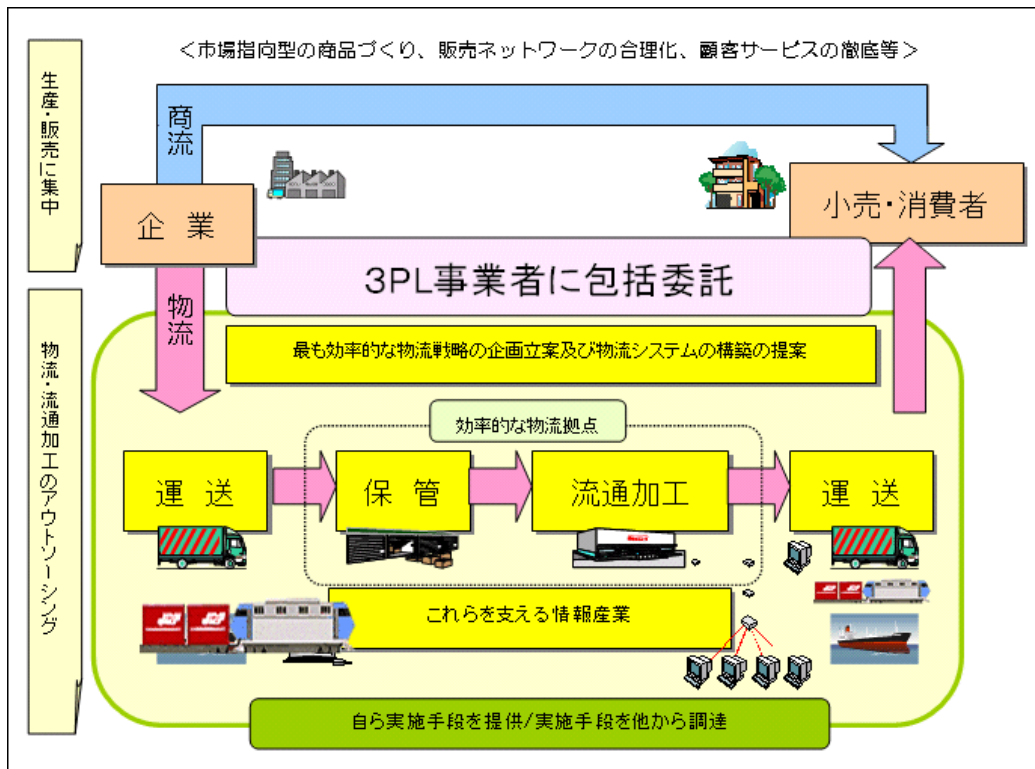 ＜市場指向型の商品づくり、販売ネットワークの合理化、顧客サービスの徹底等＞
生産・販売に集中
商流
企業
小売・消費者
3PL事業者に包括委託
物流
最も効率的な物流戦略の企画立案及び物流システムの構築の提案
物流・流通加工のアウトソーシング
効率的な物流拠点
運送
保管
流通加工
運送
これらを支える情報産業
自ら実施手段を提供/実施手段を他から調達